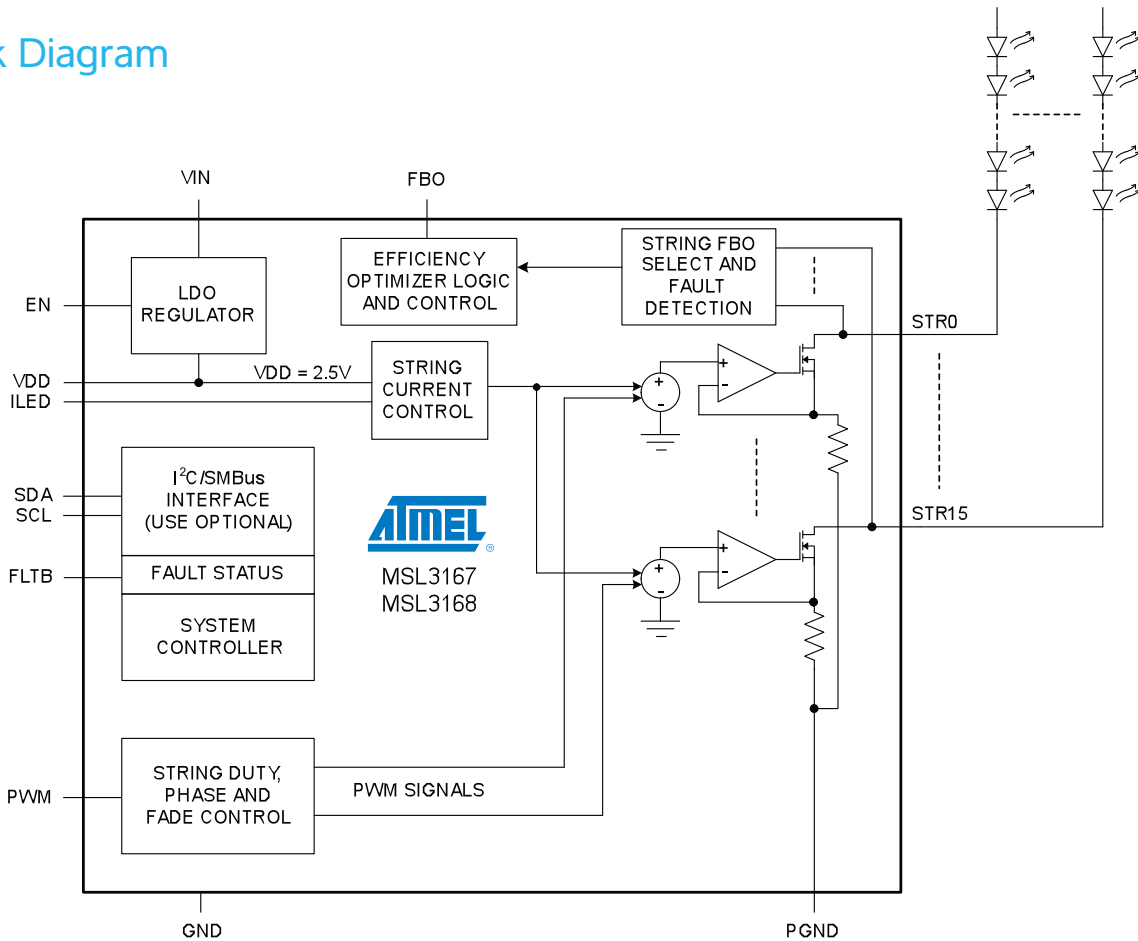 k Diagram
VIN
FBO
EFFICIENCY
OPTIMIZER LOGIC
AND CONTROL
STRING FBO
SELECT AND
FAULT
DETECTION
LDO
REGULATOR
EN
STR0
VDD
VDD = 2.5V
ILED
STRING
CURRENT
CONTROL
+
-
+
-
I²C/SMBus
INTERFACE
(USE OPTIONAL)
SDA
SCL
FAULT STATUS
FLTB
SYSTEM
CONTROLLER
ATMEL
®
MSL3167
MSL3168
STR15
+
-
+
-
STRING DUTY,
PHASE AND
FADE CONTROL
PWM
PWM SIGNALS
GND
PGND